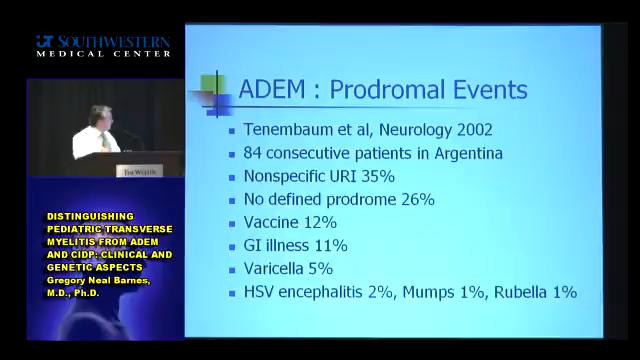 UT SOUTHWESTERN
MEDICAL CENTER
THE WESTIN
DISTINGUISHING
PEDIATRIC TRANSVERSE
MYELITIS FROM ADEM
AND CIDP: CLINICAL AND
GENETIC ASPECTS
Gregory Neal Barnes,
M.D., Ph.D.
ADEM : Prodromal Events
Tenembaum et al, Neurology 2002
84 consecutive patients in Argentina
Nonspecific URI 35%
No defined prodrome 26%
Vaccine 12%
GI illness 11%
Varicella 5%
HSV encephalitis 2%, Mumps 1%, Rubella 1%